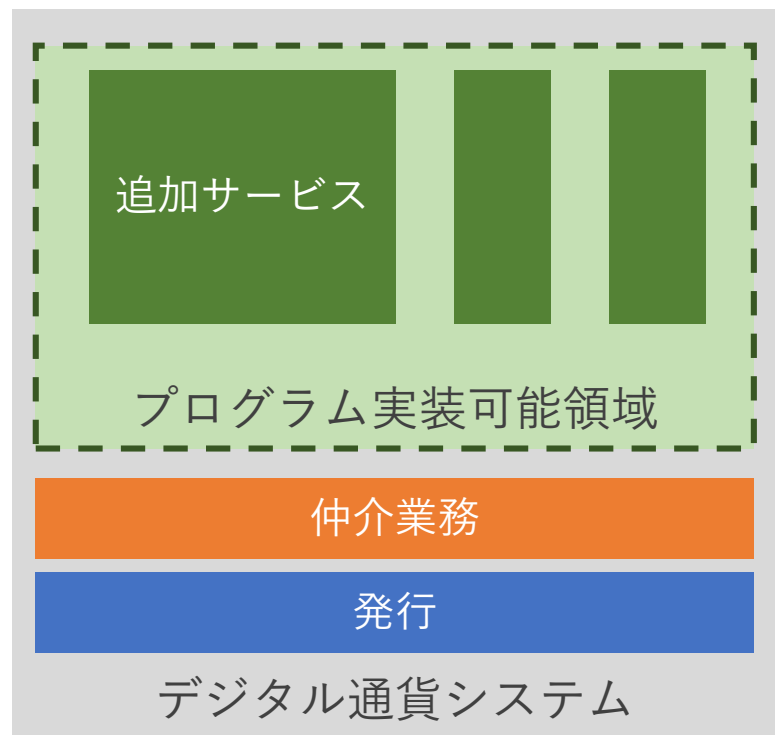 追加サービス
プログラム実装可能領域
仲介業務
発行
デジタル通貨システム